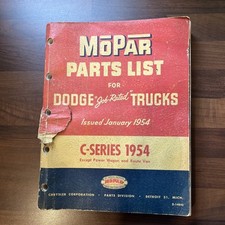 MOPAR
PARTS LIST
FOR
DODGE "Job-Rated" TRUCKS
Issued January 1954
C-SERIES 1954
Except Power Wagon and Route Van
MOPAR
CHRYSLER CORPORATION · PARTS DIVISION · DETROIT 31, MICH.